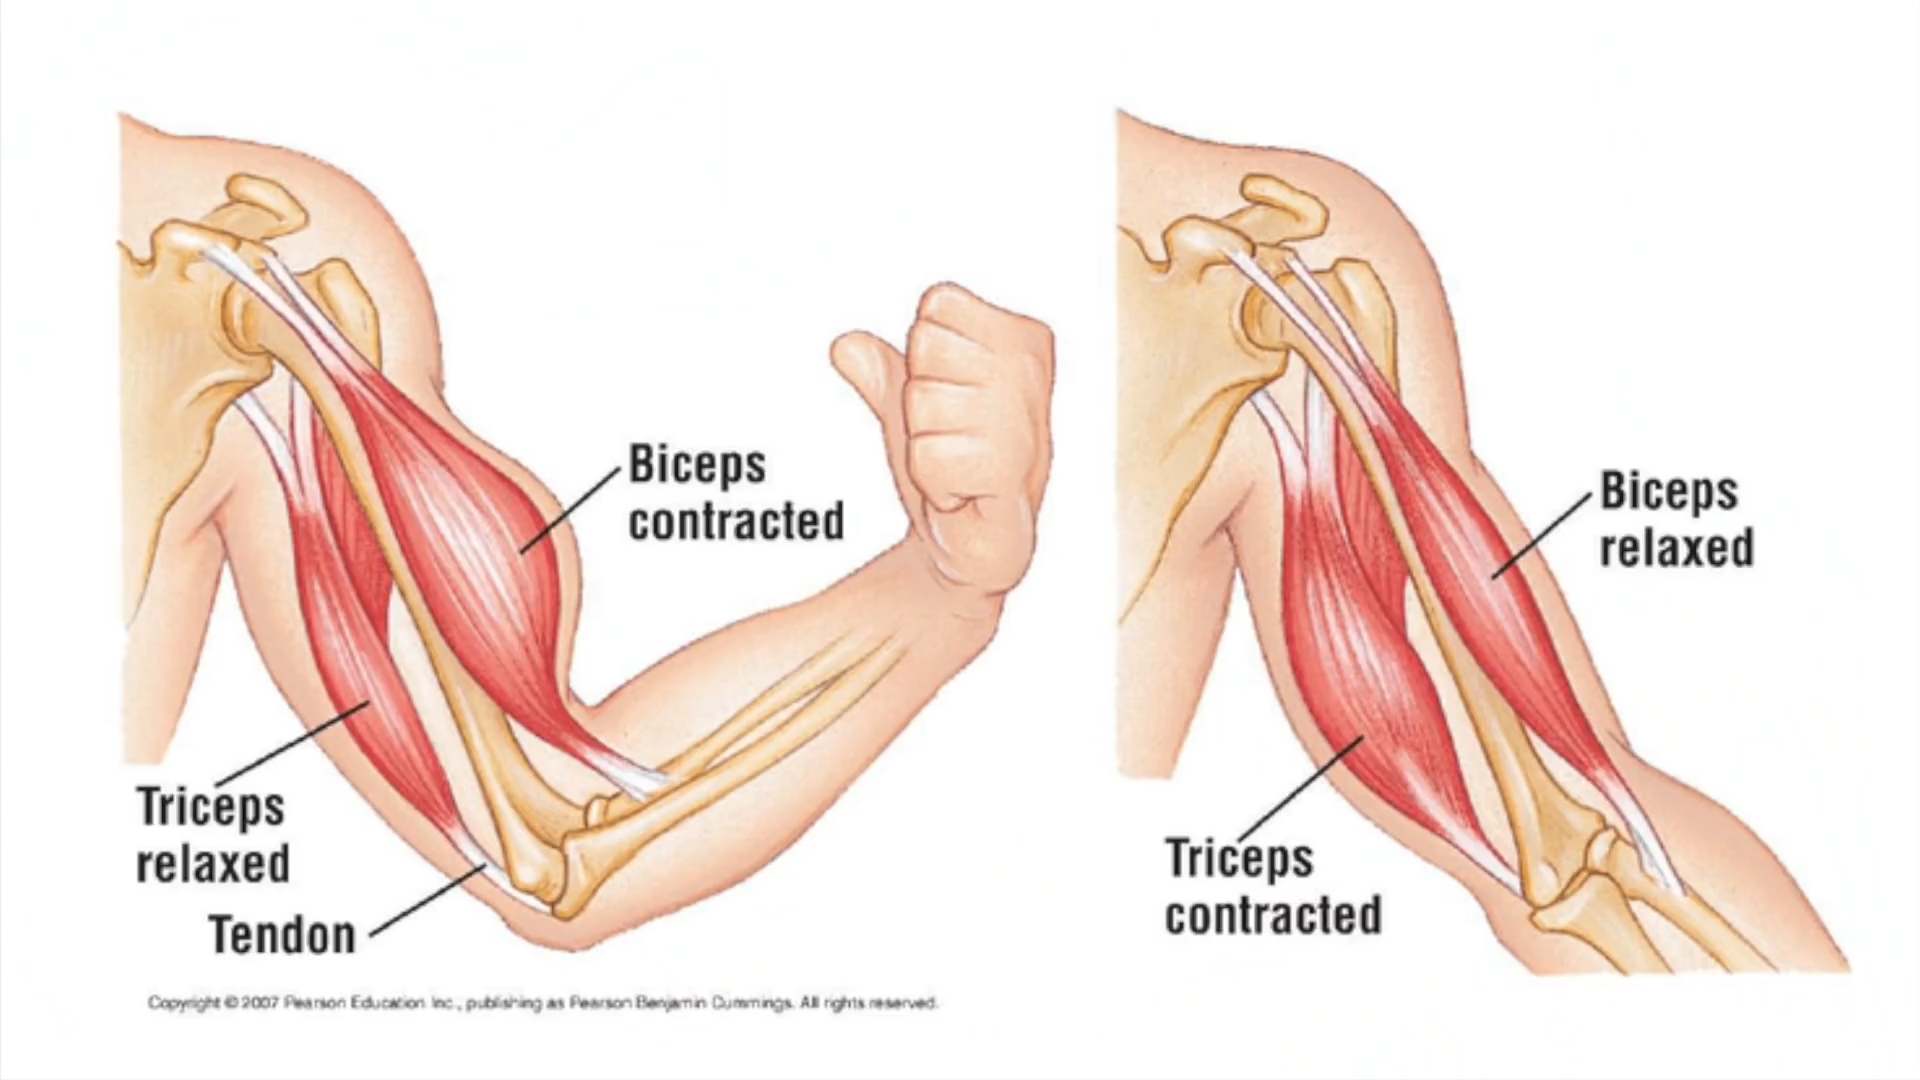 Biceps
contracted
Triceps
relaxed
Tendon
Biceps
relaxed
Triceps
contracted
Copyright © 2007 Pearson Education Inc., publishing as Pearson Benjamin Cummings. All rights reserved.